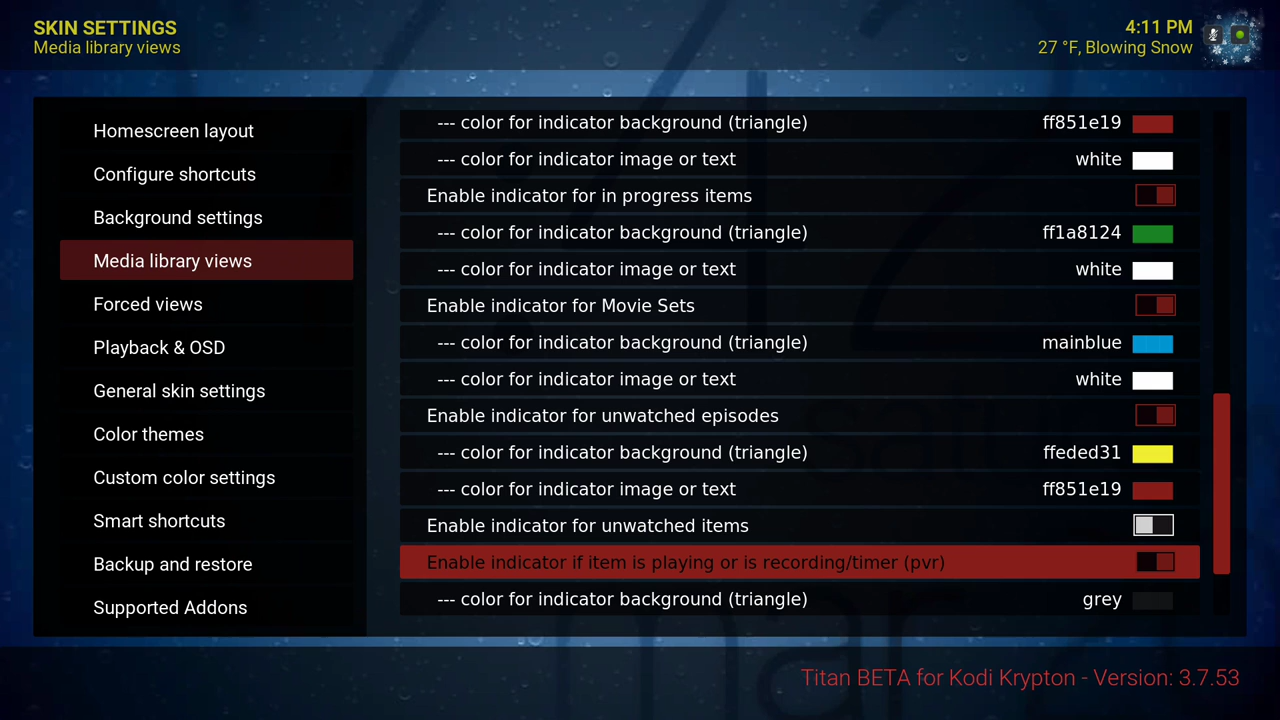 SKIN SETTINGS
Media library views
4:11 PM
27 °F, Blowing Snow
Homescreen layout
Configure shortcuts
Background settings
Media library views
Forced views
Playback & OSD
General skin settings
Color themes
Custom color settings
Smart shortcuts
Backup and restore
Supported Addons
--- color for indicator background (triangle) ff851e19
--- color for indicator image or text white
Enable indicator for in progress items
--- color for indicator background (triangle) ff1a8124
--- color for indicator image or text white
Enable indicator for Movie Sets
--- color for indicator background (triangle) mainblue
--- color for indicator image or text white
Enable indicator for unwatched episodes
--- color for indicator background (triangle) ffeded31
--- color for indicator image or text ff851e19
Enable indicator for unwatched items
Enable indicator if item is playing or is recording/timer (pvr)
--- color for indicator background (triangle) grey
Titan BETA for Kodi Krypton - Version: 3.7.53